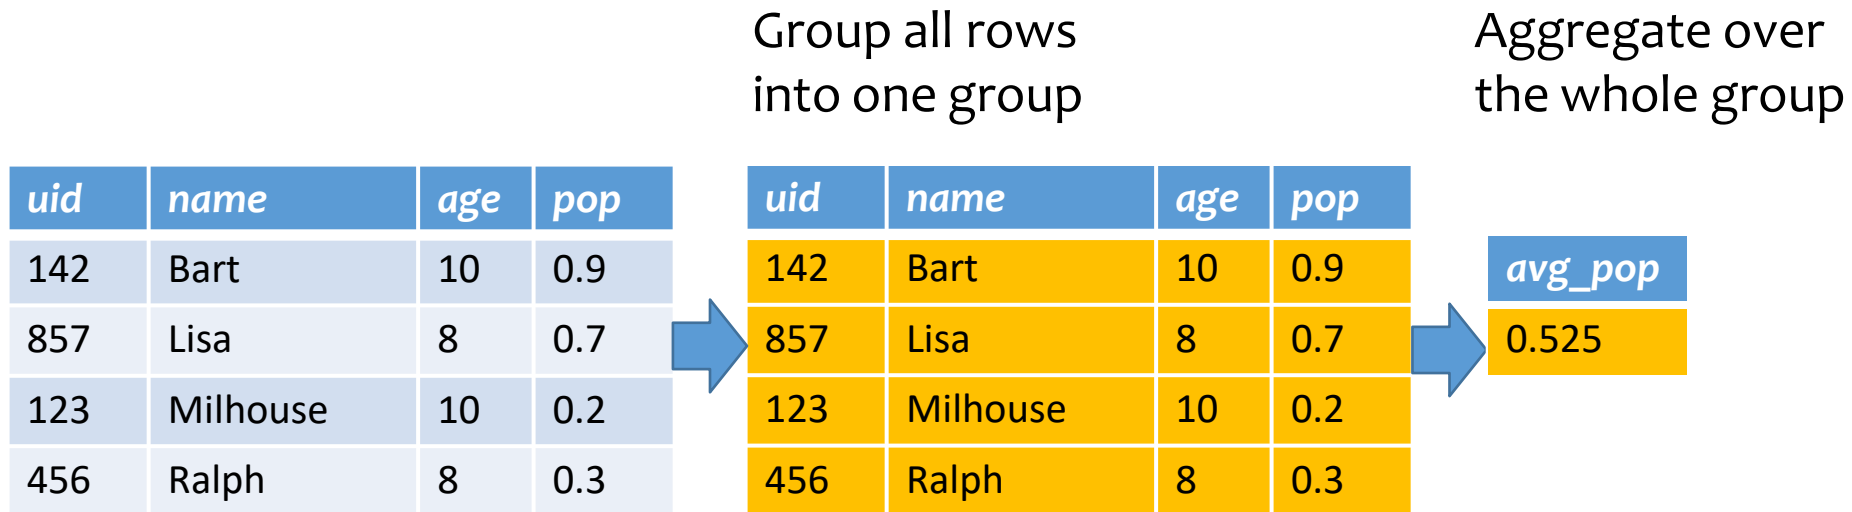 Group all rows
into one group
Aggregate over
the whole group
uid name age pop
142 Bart 10 0.9
857 Lisa 8 0.7
123 Milhouse 10 0.2
456 Ralph 8 0.3
uid name age pop
142 Bart 10 0.9
857 Lisa 8 0.7
123 Milhouse 10 0.2
456 Ralph 8 0.3
avg_pop
0.525